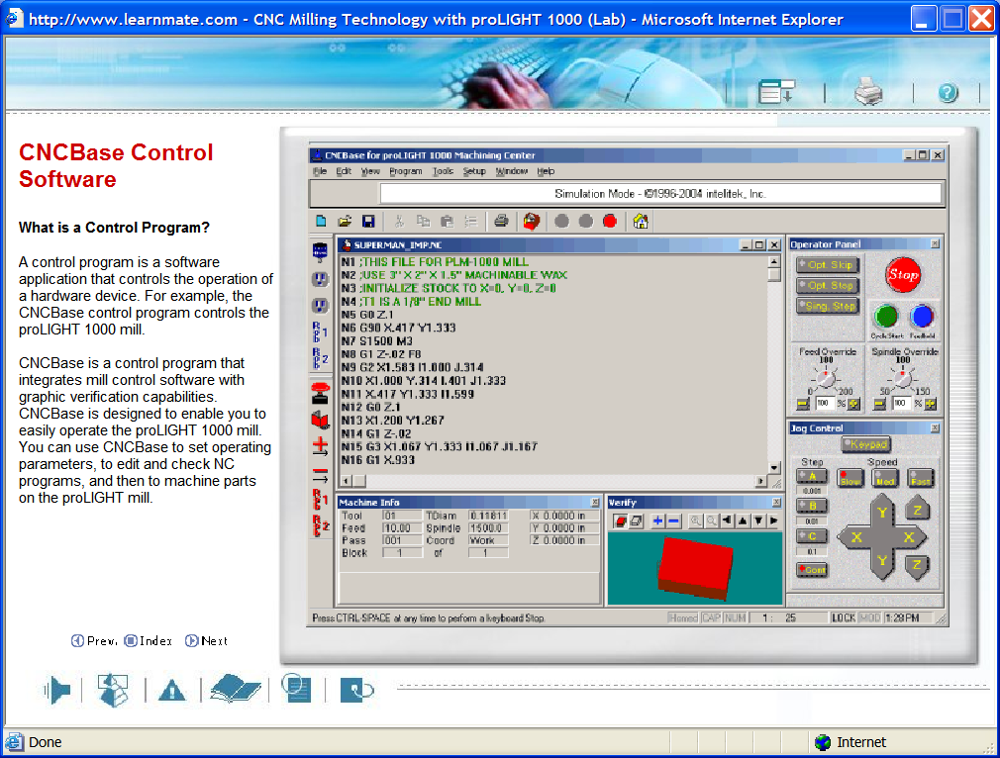 http://www.learnmate.com - CNC Milling Technology with proLIGHT 1000 (Lab) - Microsoft Internet Explorer
CNCBase Control
Software
What is a Control Program?
A control program is a software
application that controls the operation of
a hardware device. For example, the
CNCBase control program controls the
proLIGHT 1000 mill.
CNCBase is a control program that
integrates mill control software with
graphic verification capabilities.
CNCBase is designed to enable you to
easily operate the proLIGHT 1000 mill.
You can use CNCBase to set operating
parameters, to edit and check NC
programs, and then to machine parts
on the proLIGHT mill.
Prev. Index Next
CNCBase for proLIGHT 1000 Machining Center
File Edit View Program Tools Setup Window Help
Simulation Mode - ©1996-2004 intelitek, Inc.
SUPERMAN_IMP.NC
N1 ;THIS FILE FOR PLM-1000 MILL
N2 ;USE 3" X 2" X 1.5" MACHINABLE WAX
N3 ;INITIALIZE STOCK TO X=0, Y=0, Z=0
N4 ;T1 IS A 1/8" END MILL
N5 G0 Z.1
N6 G90 X.417 Y1.333
N7 S1500 M3
N8 G1 Z-.02 F8
N9 G2 X1.583 I1.000 J.314
N10 X1.000 Y.314 I.401 J1.333
N11 X.417 Y1.333 I1.599
N12 G0 Z.1
N13 X1.200 Y1.267
N14 G1 Z-.02
N15 G3 X1.067 Y1.333 I1.067 J1.167
N16 G1 X.933
Operator Panel
Opt. Skip
Opt. Stop
Sing. Step
Stop
Cycle Start Feedhold
Feed Override Spindle Override
100 100
0 200 50 150
100 % 100 %
Jog Control
Keypad
Step Speed
A Slow Med Fast
0.001
B
0.01
C
0.1
Cont
Y Z
X X
Y Z
Machine Info
Tool 01 TDiam 0.11811 X 0.0000 in
Feed 10.00 Spindle 1500.0 Y 0.0000 in
Pass 001 Coord Work Z 0.0000 in
Block 1 of 1
Verify
Press CTRL-SPACE at any time to perform a keyboard Stop.
Homed CAP NUM 1: 25 LOCK MOD 1:28 PM
Done
Internet